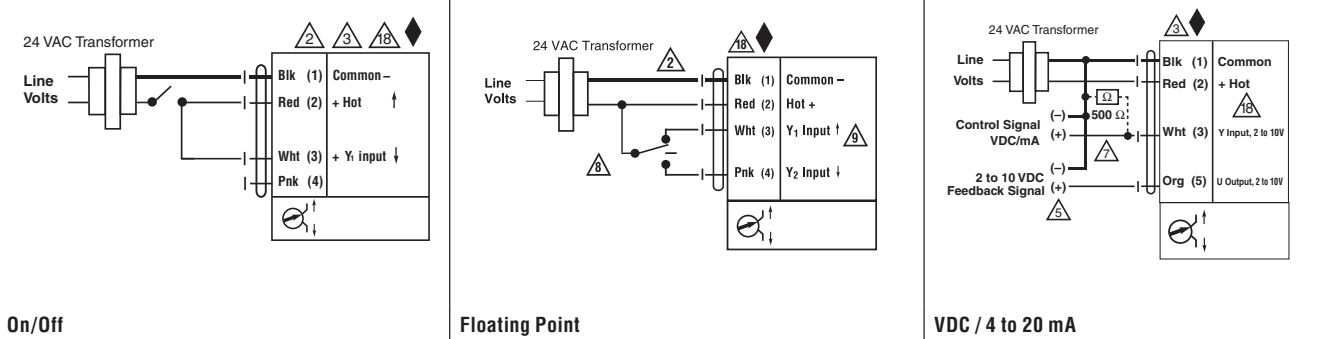 24 VAC Transformer
2 3 18
Line
Volts
Blk (1) Common –
Red (2) + Hot ↑
Wht (3) + Y1 input ↓
Pnk (4)
On/Off
24 VAC Transformer
18
2
Line
Volts
Blk (1) Common –
Red (2) Hot +
Wht (3) Y1 Input ↑
9
8
Pnk (4) Y2 Input ↓
Floating Point
24 VAC Transformer
3
Line
Volts
Blk (1) Common
Red (2) + Hot
18
Ω
500 Ω
Control Signal (–)
VDC/mA (+)
Wht (3) Y Input, 2 to 10V
7
2 to 10 VDC (–)
Feedback Signal (+)
Org (5) U Output, 2 to 10V
5
VDC / 4 to 20 mA